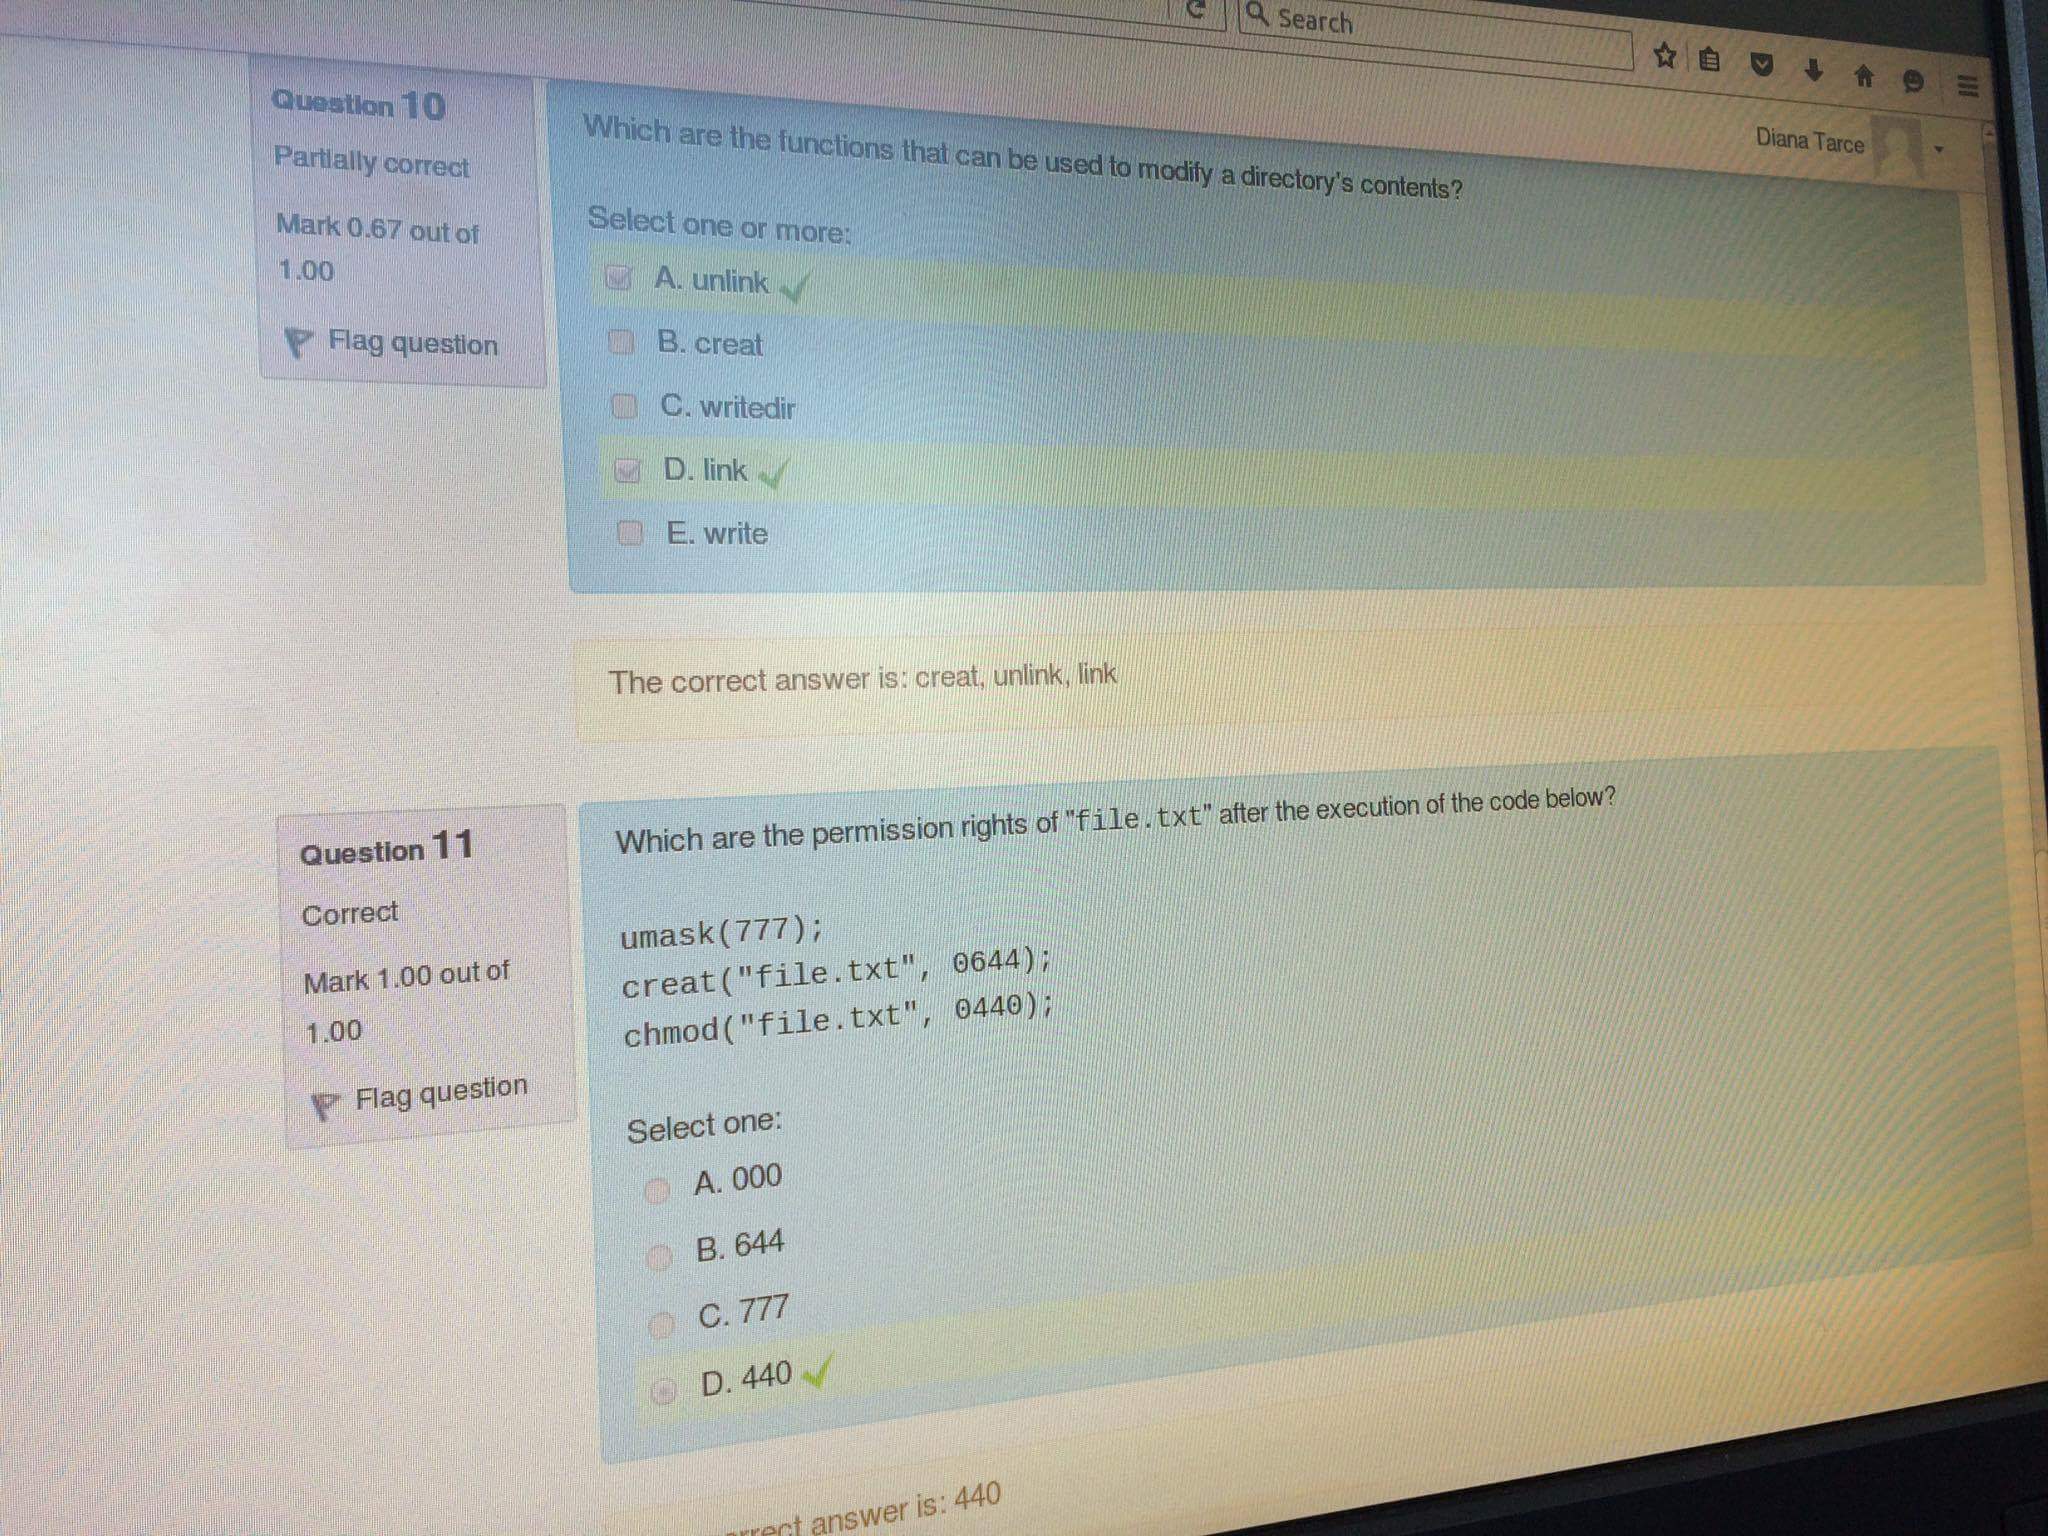 Search
Diana Tarce
Question 10
Partially correct
Mark 0.67 out of
1.00
Flag question
Which are the functions that can be used to modify a directory's contents?
Select one or more:
A. unlink
B. creat
C. writedir
D. link
E. write
The correct answer is: creat, unlink, link
Question 11
Correct
Mark 1.00 out of
1.00
Flag question
Which are the permission rights of "file.txt" after the execution of the code below?
umask(777);
creat("file.txt", 0644);
chmod("file.txt", 0440);
Select one:
A. 000
B. 644
C. 777
D. 440
answer is: 440